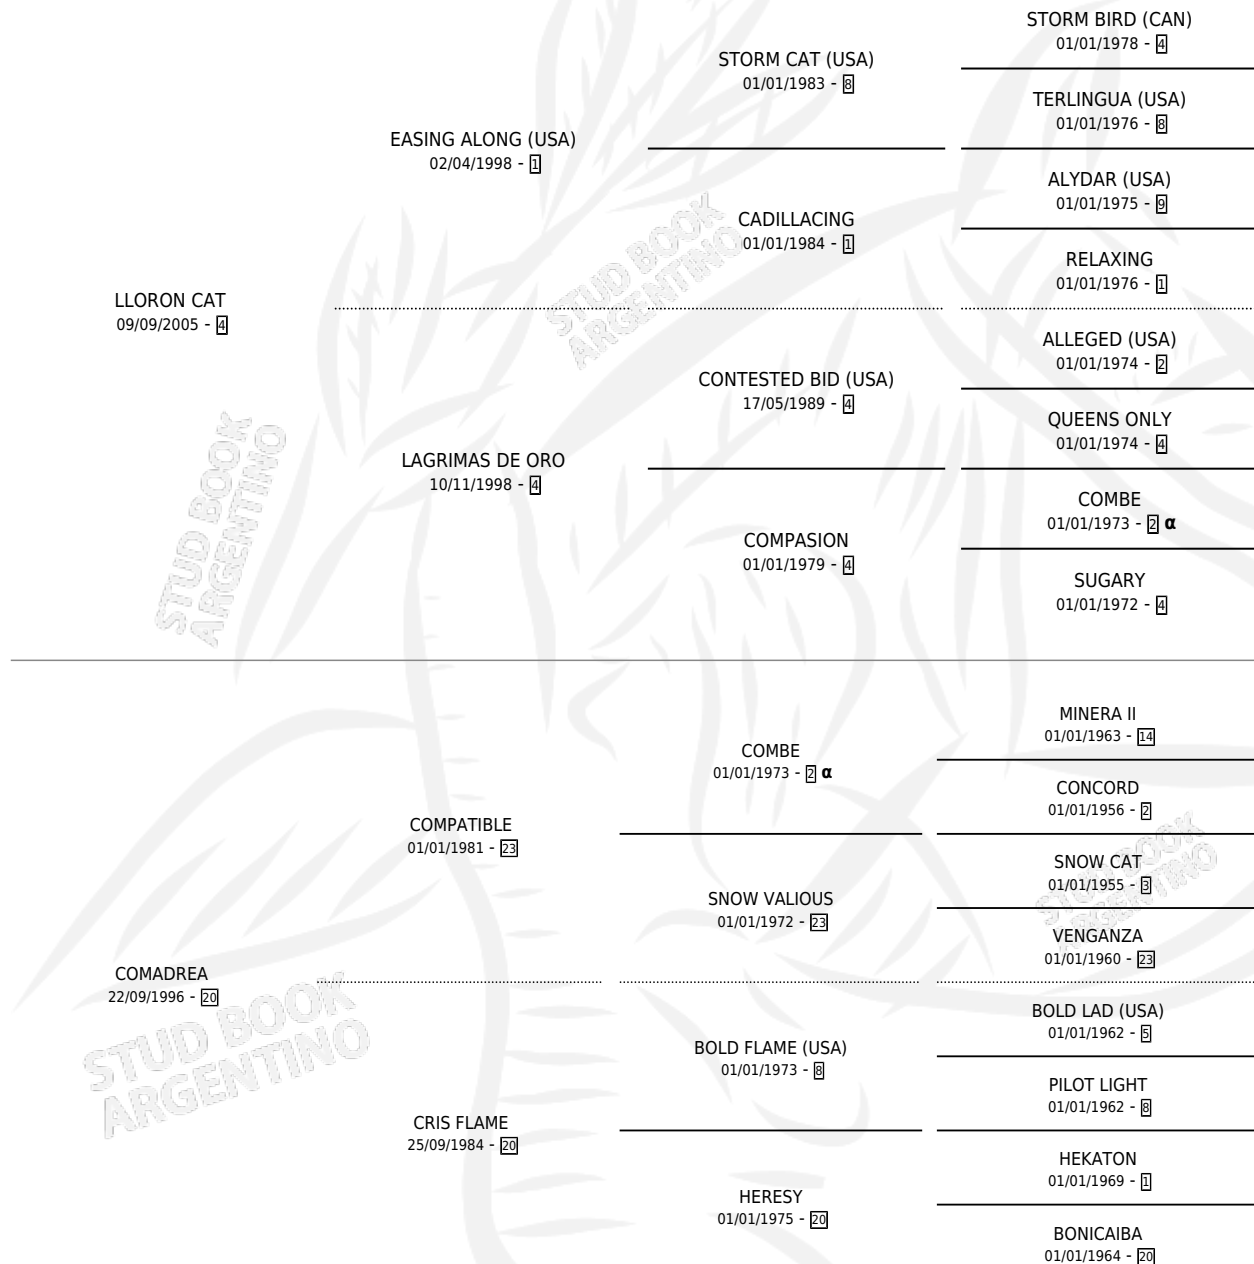 STORM BIRD (CAN)
01/01/1978 - 4
STORM CAT (USA)
01/01/1983 - 8
TERLINGUA (USA)
01/01/1976 - 8
EASING ALONG (USA)
02/04/1998 - 1
ALYDAR (USA)
01/01/1975 - 9
CADILLACING
01/01/1984 - 1
RELAXING
01/01/1976 - 1
LLORON CAT
09/09/2005 - 4
ALLEGED (USA)
01/01/1974 - 2
CONTESTED BID (USA)
17/05/1989 - 4
QUEENS ONLY
01/01/1974 - 4
LAGRIMAS DE ORO
10/11/1998 - 4
COMBE
01/01/1973 - 2 α
COMPASION
01/01/1979 - 4
SUGARY
01/01/1972 - 4
MINERA II
01/01/1963 - 14
COMBE
01/01/1973 - 2 α
CONCORD
01/01/1956 - 2
COMPATIBLE
01/01/1981 - 23
SNOW CAT
01/01/1955 - 3
SNOW VALIOUS
01/01/1972 - 23
VENGANZA
01/01/1960 - 23
COMADREA
22/09/1996 - 20
BOLD LAD (USA)
01/01/1962 - 5
BOLD FLAME (USA)
01/01/1973 - 8
PILOT LIGHT
01/01/1962 - 8
CRIS FLAME
25/09/1984 - 20
HEKATON
01/01/1969 - 1
HERESY
01/01/1975 - 20
BONICAIBA
01/01/1964 - 20
STUD BOOK
ARGENTINO
STUD BOOK
ARGENTINO
STUD BOOK
ARGENTINO
STUD BOOK
ARGENTINO